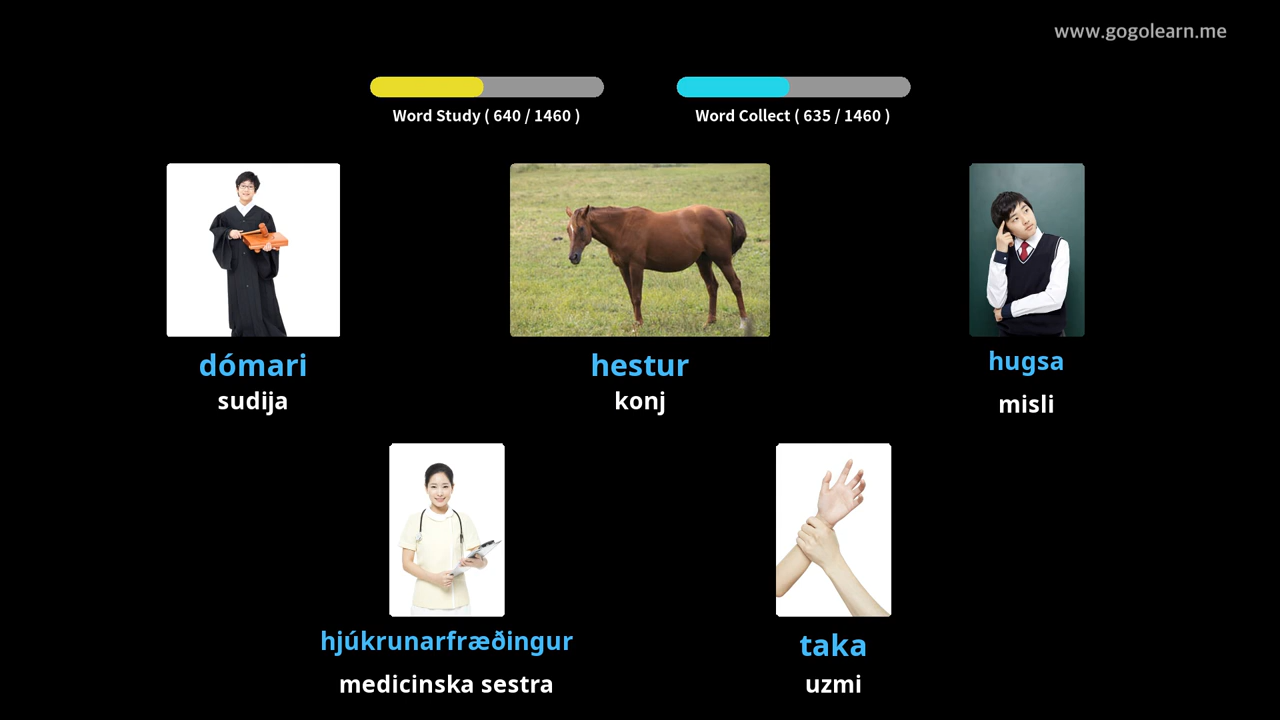 www.gogolearn.me
Word Study ( 640 / 1460 )
Word Collect ( 635 / 1460 )
dómari
sudija
hestur
konj
hugsa
misli
hjúkrunarfræðingur
medicinska sestra
taka
uzmi